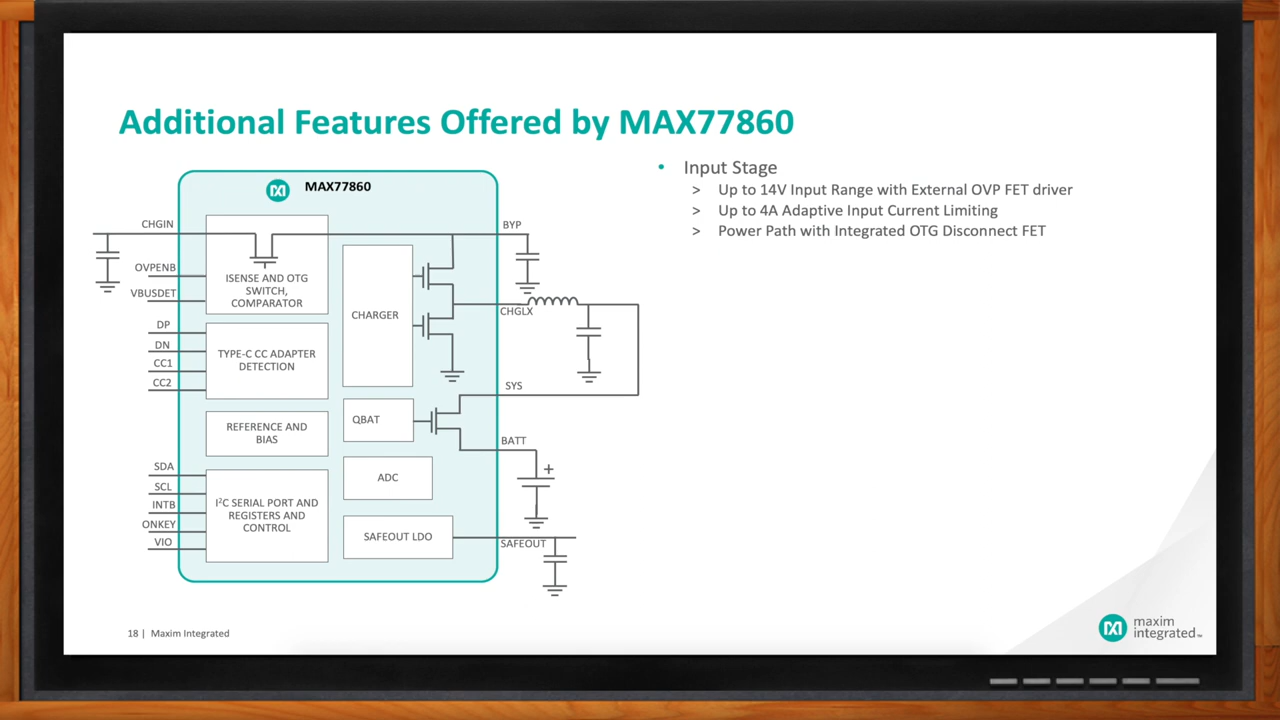 Additional Features Offered by MAX77860
MAX77860
CHGIN
OVPENB
VBUSDET
DP
DN
CC1
CC2
SDA
SCL
INTB
ONKEY
VIO
ISENSE AND OTG
SWITCH,
COMPARATOR
TYPE-C CC ADAPTER
DETECTION
REFERENCE AND
BIAS
I²C SERIAL PORT AND
REGISTERS AND
CONTROL
CHARGER
QBAT
ADC
SAFEOUT LDO
BYP
CHGLX
SYS
BATT
+
SAFEOUT
• Input Stage
> Up to 14V Input Range with External OVP FET driver
> Up to 4A Adaptive Input Current Limiting
> Power Path with Integrated OTG Disconnect FET
18 | Maxim Integrated
maxim
integrated™